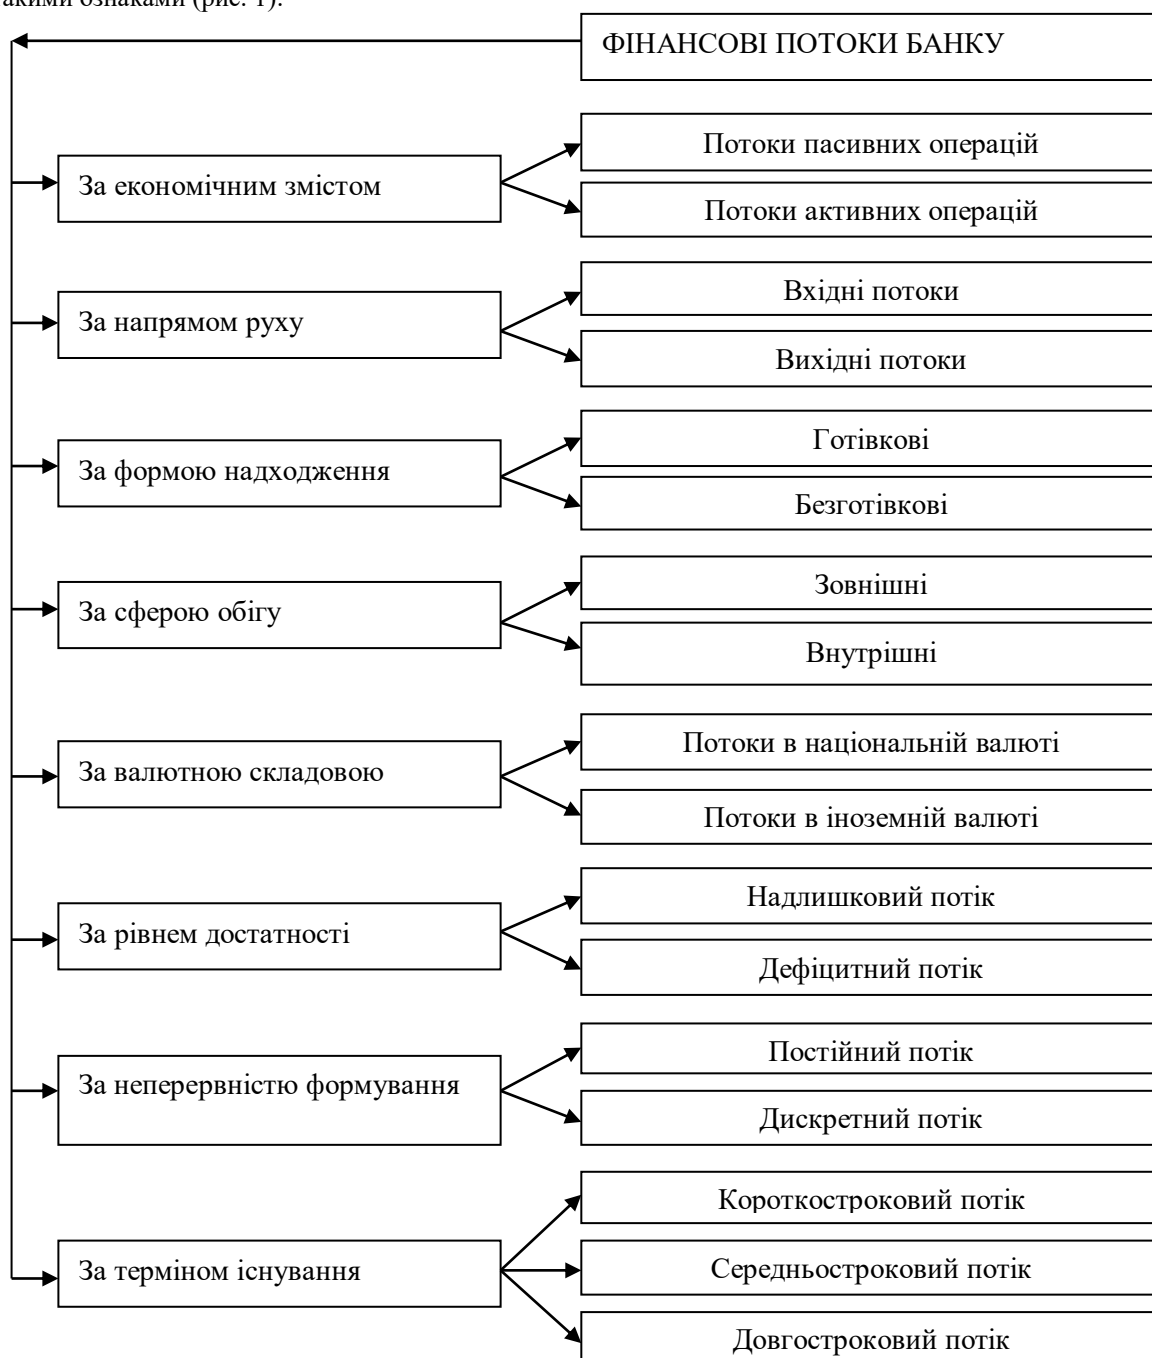 акими ознаками (рис. 1).
ФІНАНСОВІ ПОТОКИ БАНКУ
За економічним змістом
Потоки пасивних операцій
Потоки активних операцій
За напрямом руху
Вхідні потоки
Вихідні потоки
За формою надходження
Готівкові
Безготівкові
За сферою обігу
Зовнішні
Внутрішні
За валютною складовою
Потоки в національній валюті
Потоки в іноземній валюті
За рівнем достатності
Надлишковий потік
Дефіцитний потік
За неперервністю формування
Постійний потік
Дискретний потік
За терміном існування
Короткостроковий потік
Середньостроковий потік
Довгостроковий потік